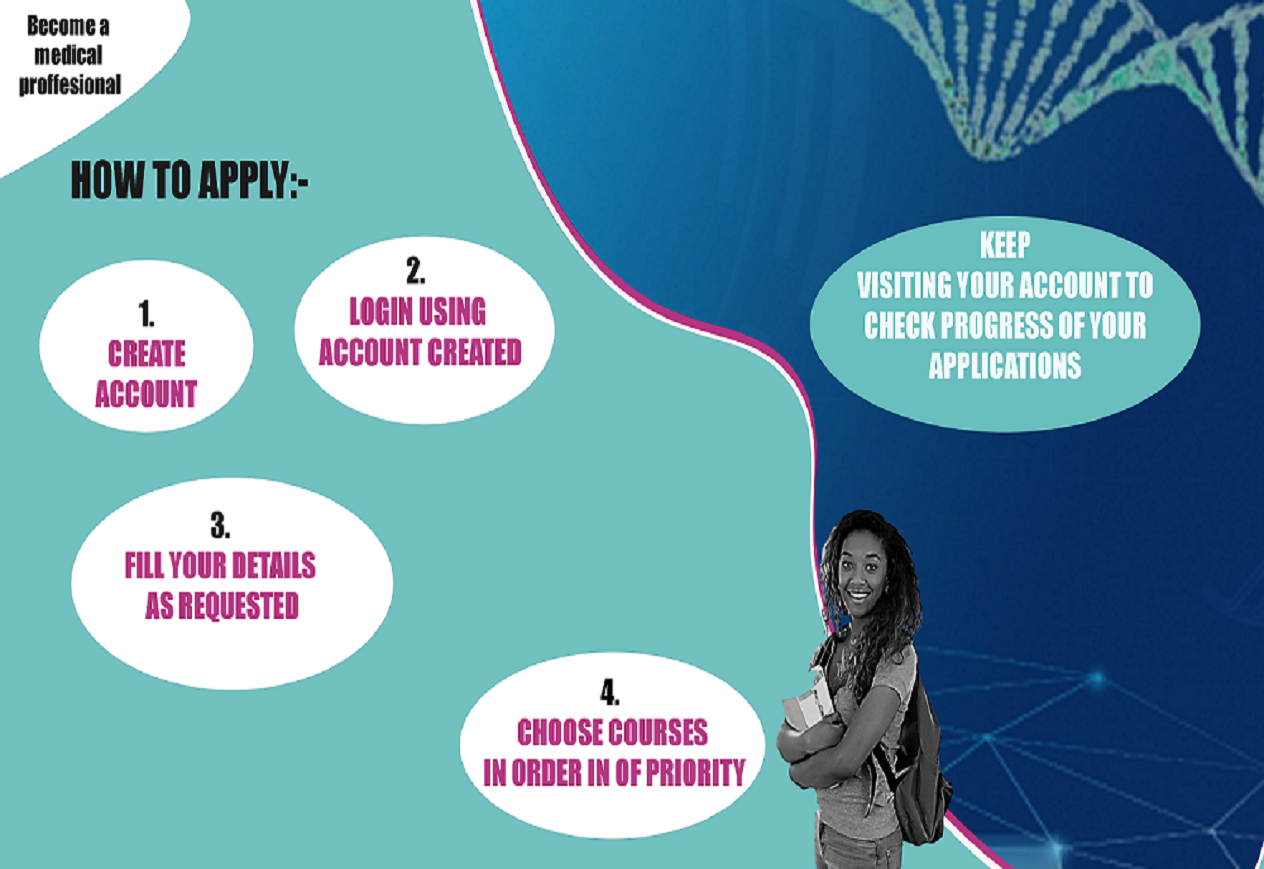 Become a
medical
proffesional
HOW TO APPLY:-
1.
CREATE
ACCOUNT
2.
LOGIN USING
ACCOUNT CREATED
3.
FILL YOUR DETAILS
AS REQUESTED
4.
CHOOSE COURSES
IN ORDER IN OF PRIORITY
KEEP
VISITING YOUR ACCOUNT TO
CHECK PROGRESS OF YOUR
APPLICATIONS